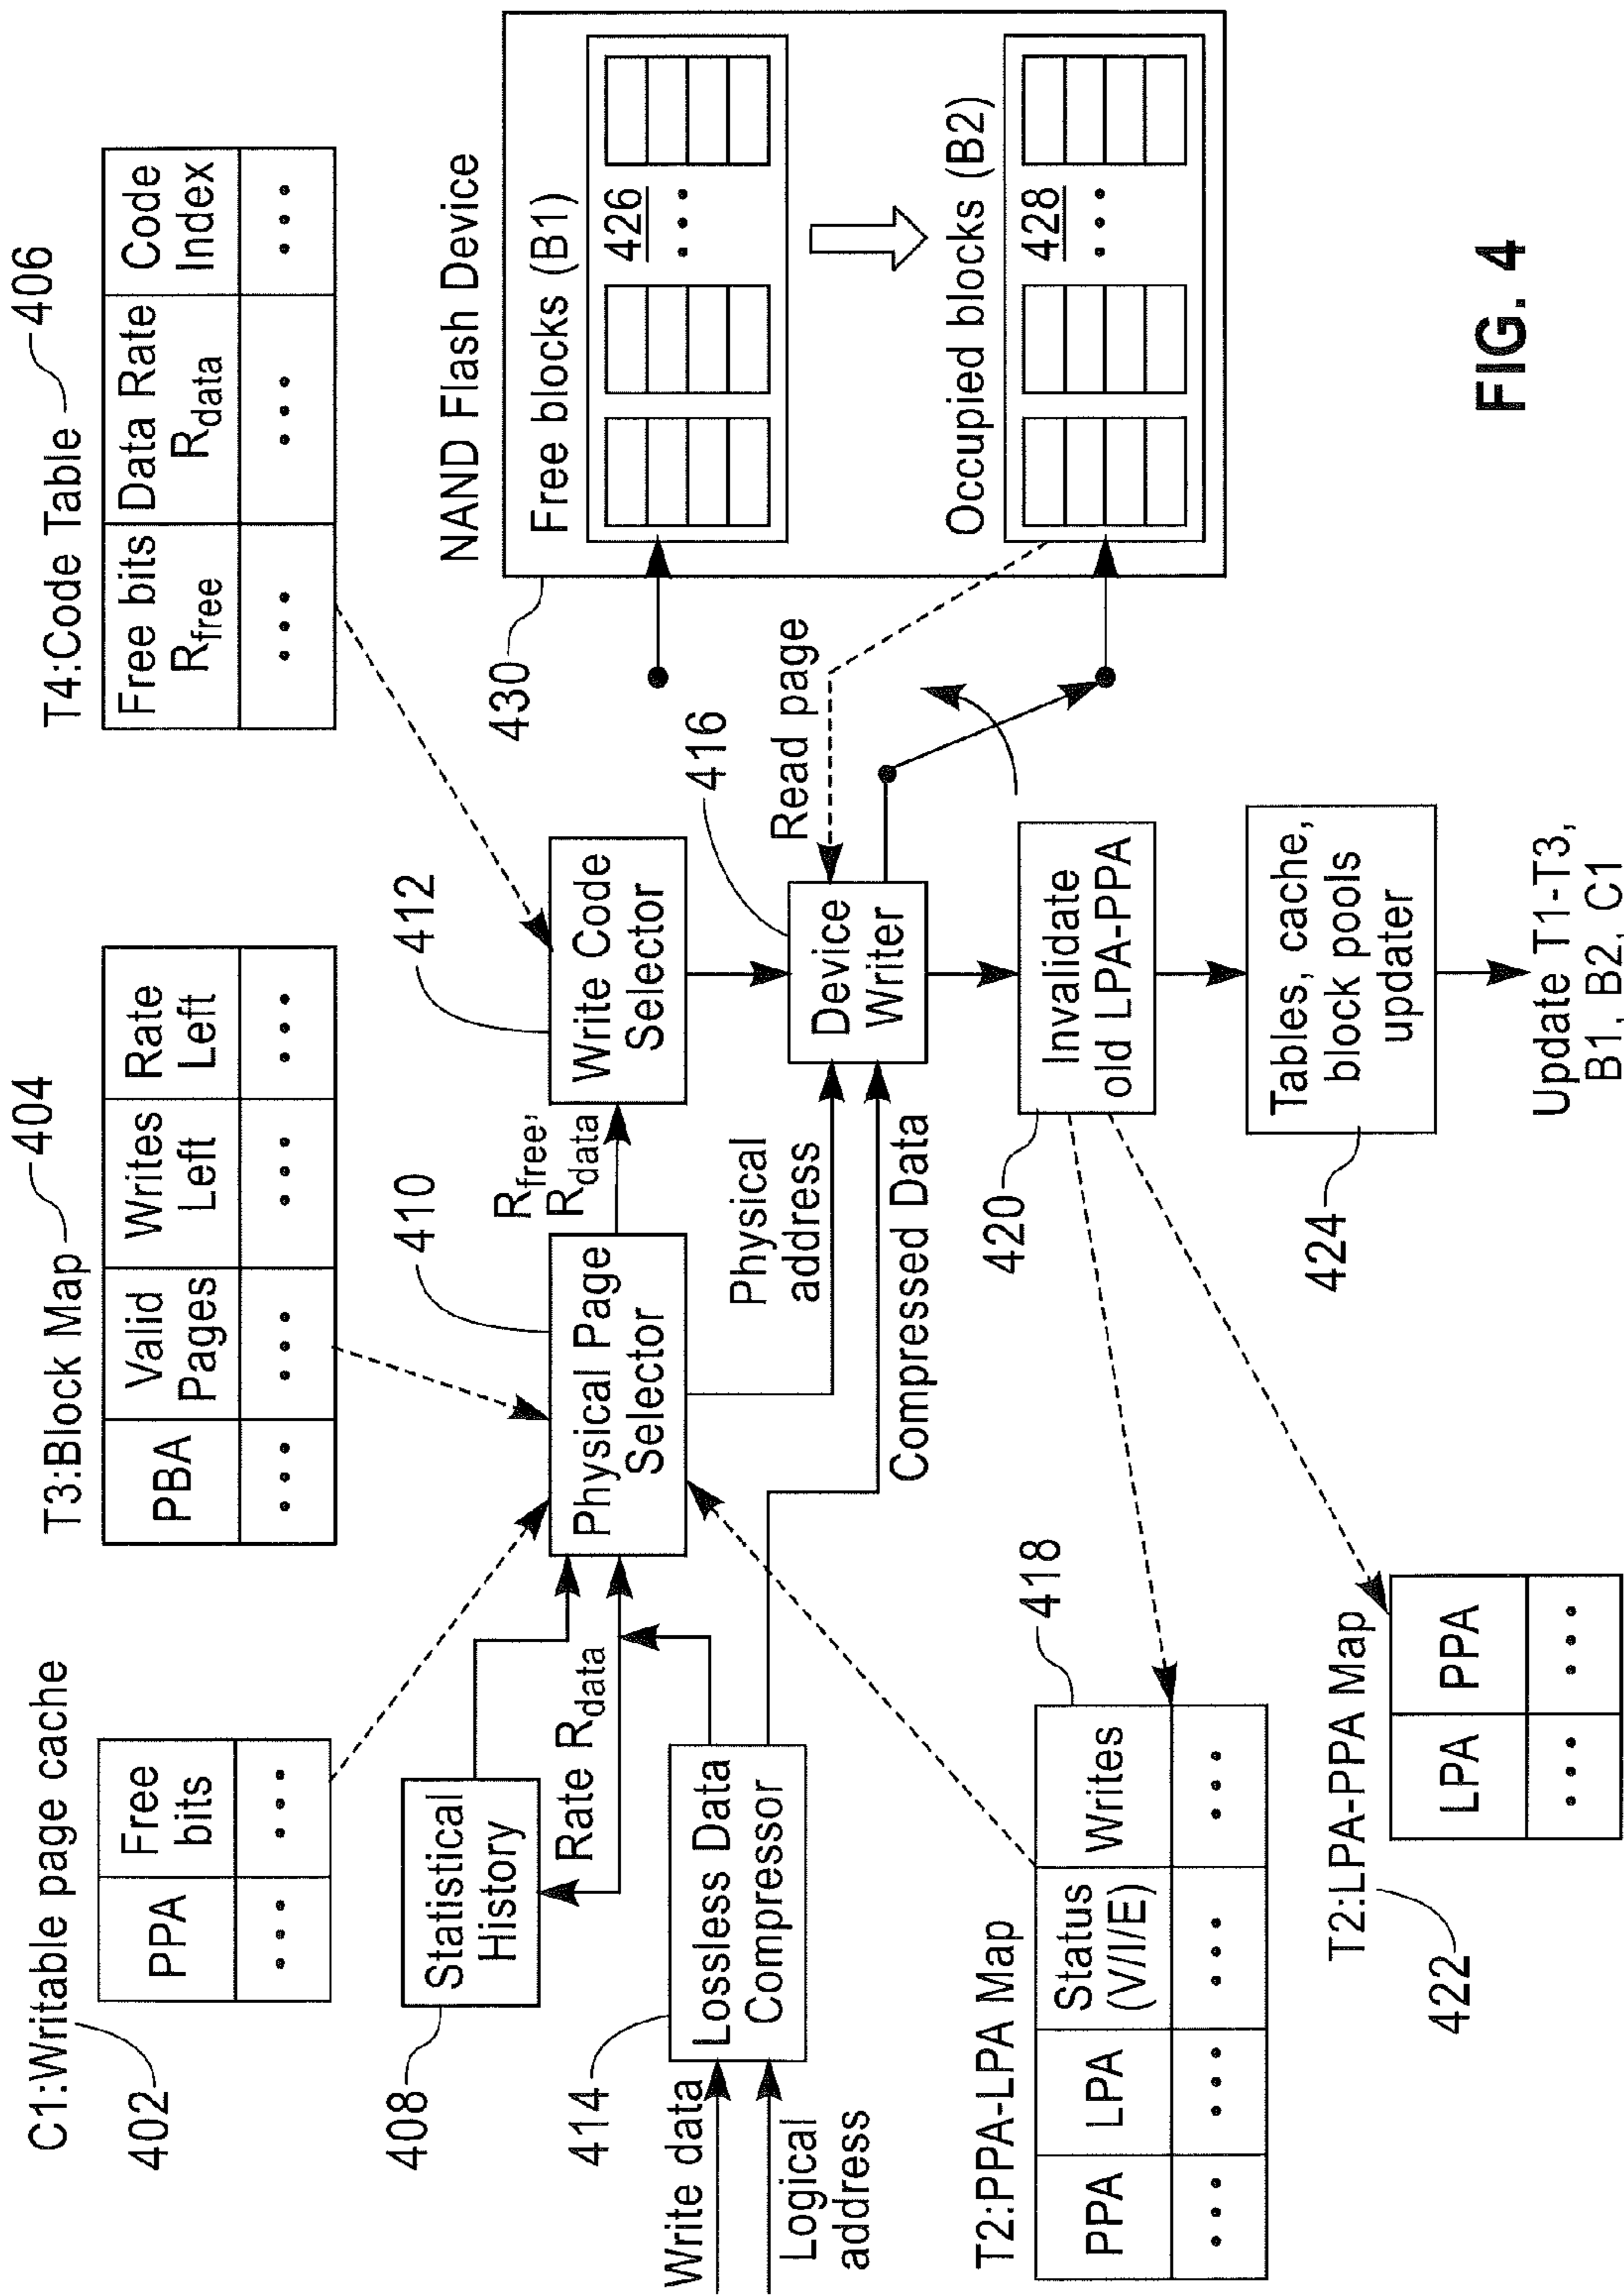 C1:Writable page cache
402
PPA
Free
bits
T3:Block Map
404
PBA
Valid
Pages
Writes
Left
Rate
Left
T4:Code Table
406
Free bits
Rfree
Data Rate
Rdata
Code
Index
408
Statistical
History
Rate Rdata
410
Physical Page
Selector
Rfree,
Rdata
412
Write Code
Selector
414
Write data
Logical
address
Lossless Data
Compressor
Physical
address
Compressed Data
416
Device
Writer
Read page
430
NAND Flash Device
Free blocks (B1)
426
Occupied blocks (B2)
428
T2:PPA-LPA Map
418
PPA
LPA
Status
(V/I/E)
Writes
420
Invalidate
old LPA-PPA
T2:LPA-PPA Map
422
LPA
PPA
424
Tables, cache,
block pools
updater
Update T1-T3,
B1, B2, C1
FIG. 4